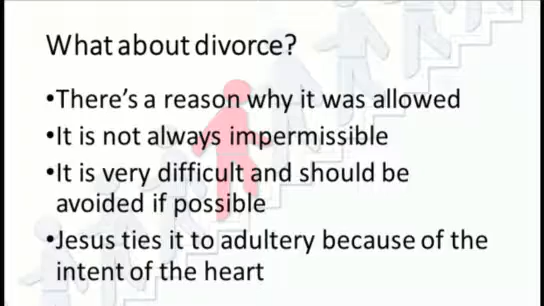 What about divorce?
•There's a reason why it was allowed
•It is not always impermissible
•It is very difficult and should be
avoided if possible
•Jesus ties it to adultery because of the
intent of the heart